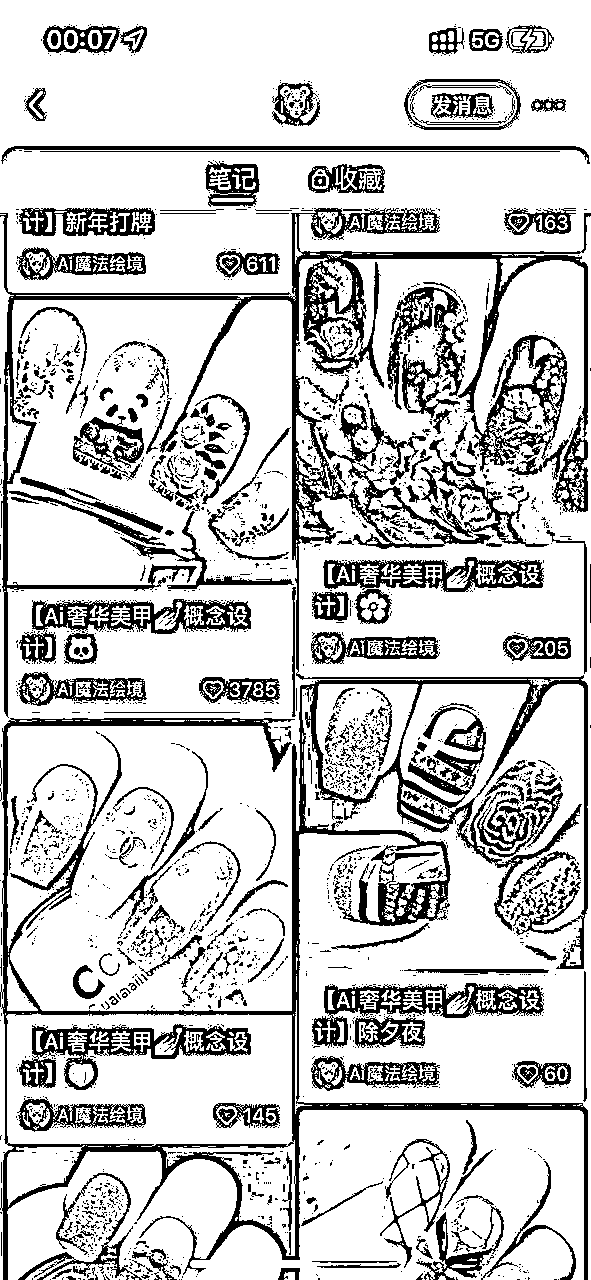 00:07
5G
发消息
笔记
收藏
计】新年打牌
AI魔法绘境
611
AI魔法绘境
163
【Ai奢华美甲💅概念设
计】🐼
AI魔法绘境
3785
【Ai奢华美甲💅概念设
计】🌸
AI魔法绘境
205
【Ai奢华美甲💅概念设
计】🍑
AI魔法绘境
145
【Ai奢华美甲💅概念设
计】除夕夜
AI魔法绘境
60